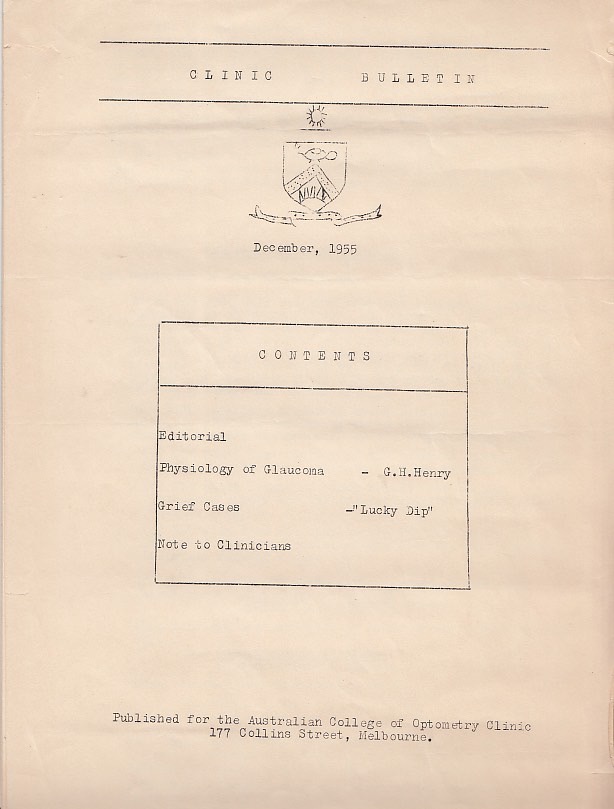 CLINIC BULLETIN
December, 1955
CONTENTS
Editorial
Physiology of Glaucoma - G.H.Henry
Grief Cases -"Lucky Dip"
Note to Clinicians
Published for the Australian College of Optometry Clinic
177 Collins Street, Melbourne.